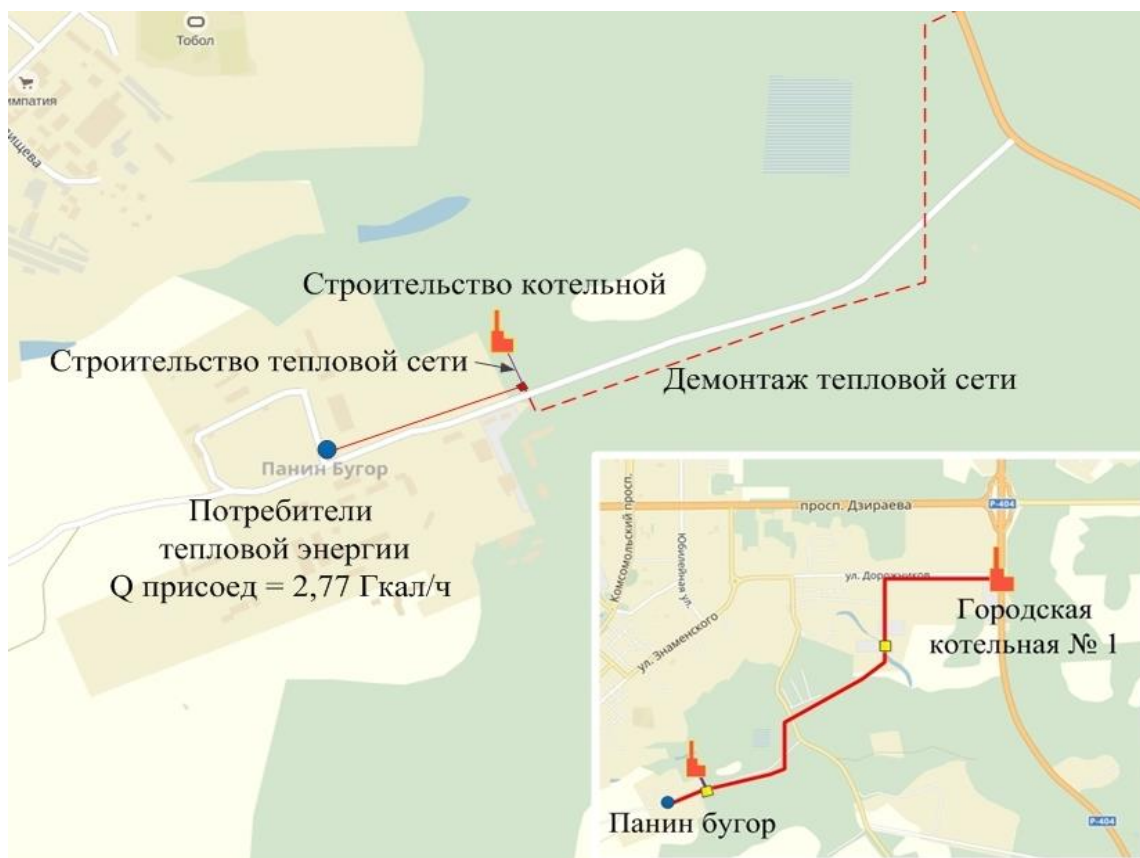 Тобол
импатия
ищева
Строительство котельной
Строительство тепловой сети
Демонтаж тепловой сети
Панин Бугор
Потребители
тепловой энергии
Q присоед = 2,77 Гкал/ч
просп. Дзираева
Р-404
Комсомольский просп.
Юбилейная ул.
ул. Дорожников
ул. Знаменского
Городская
котельная № 1
Панин бугор
Р-404